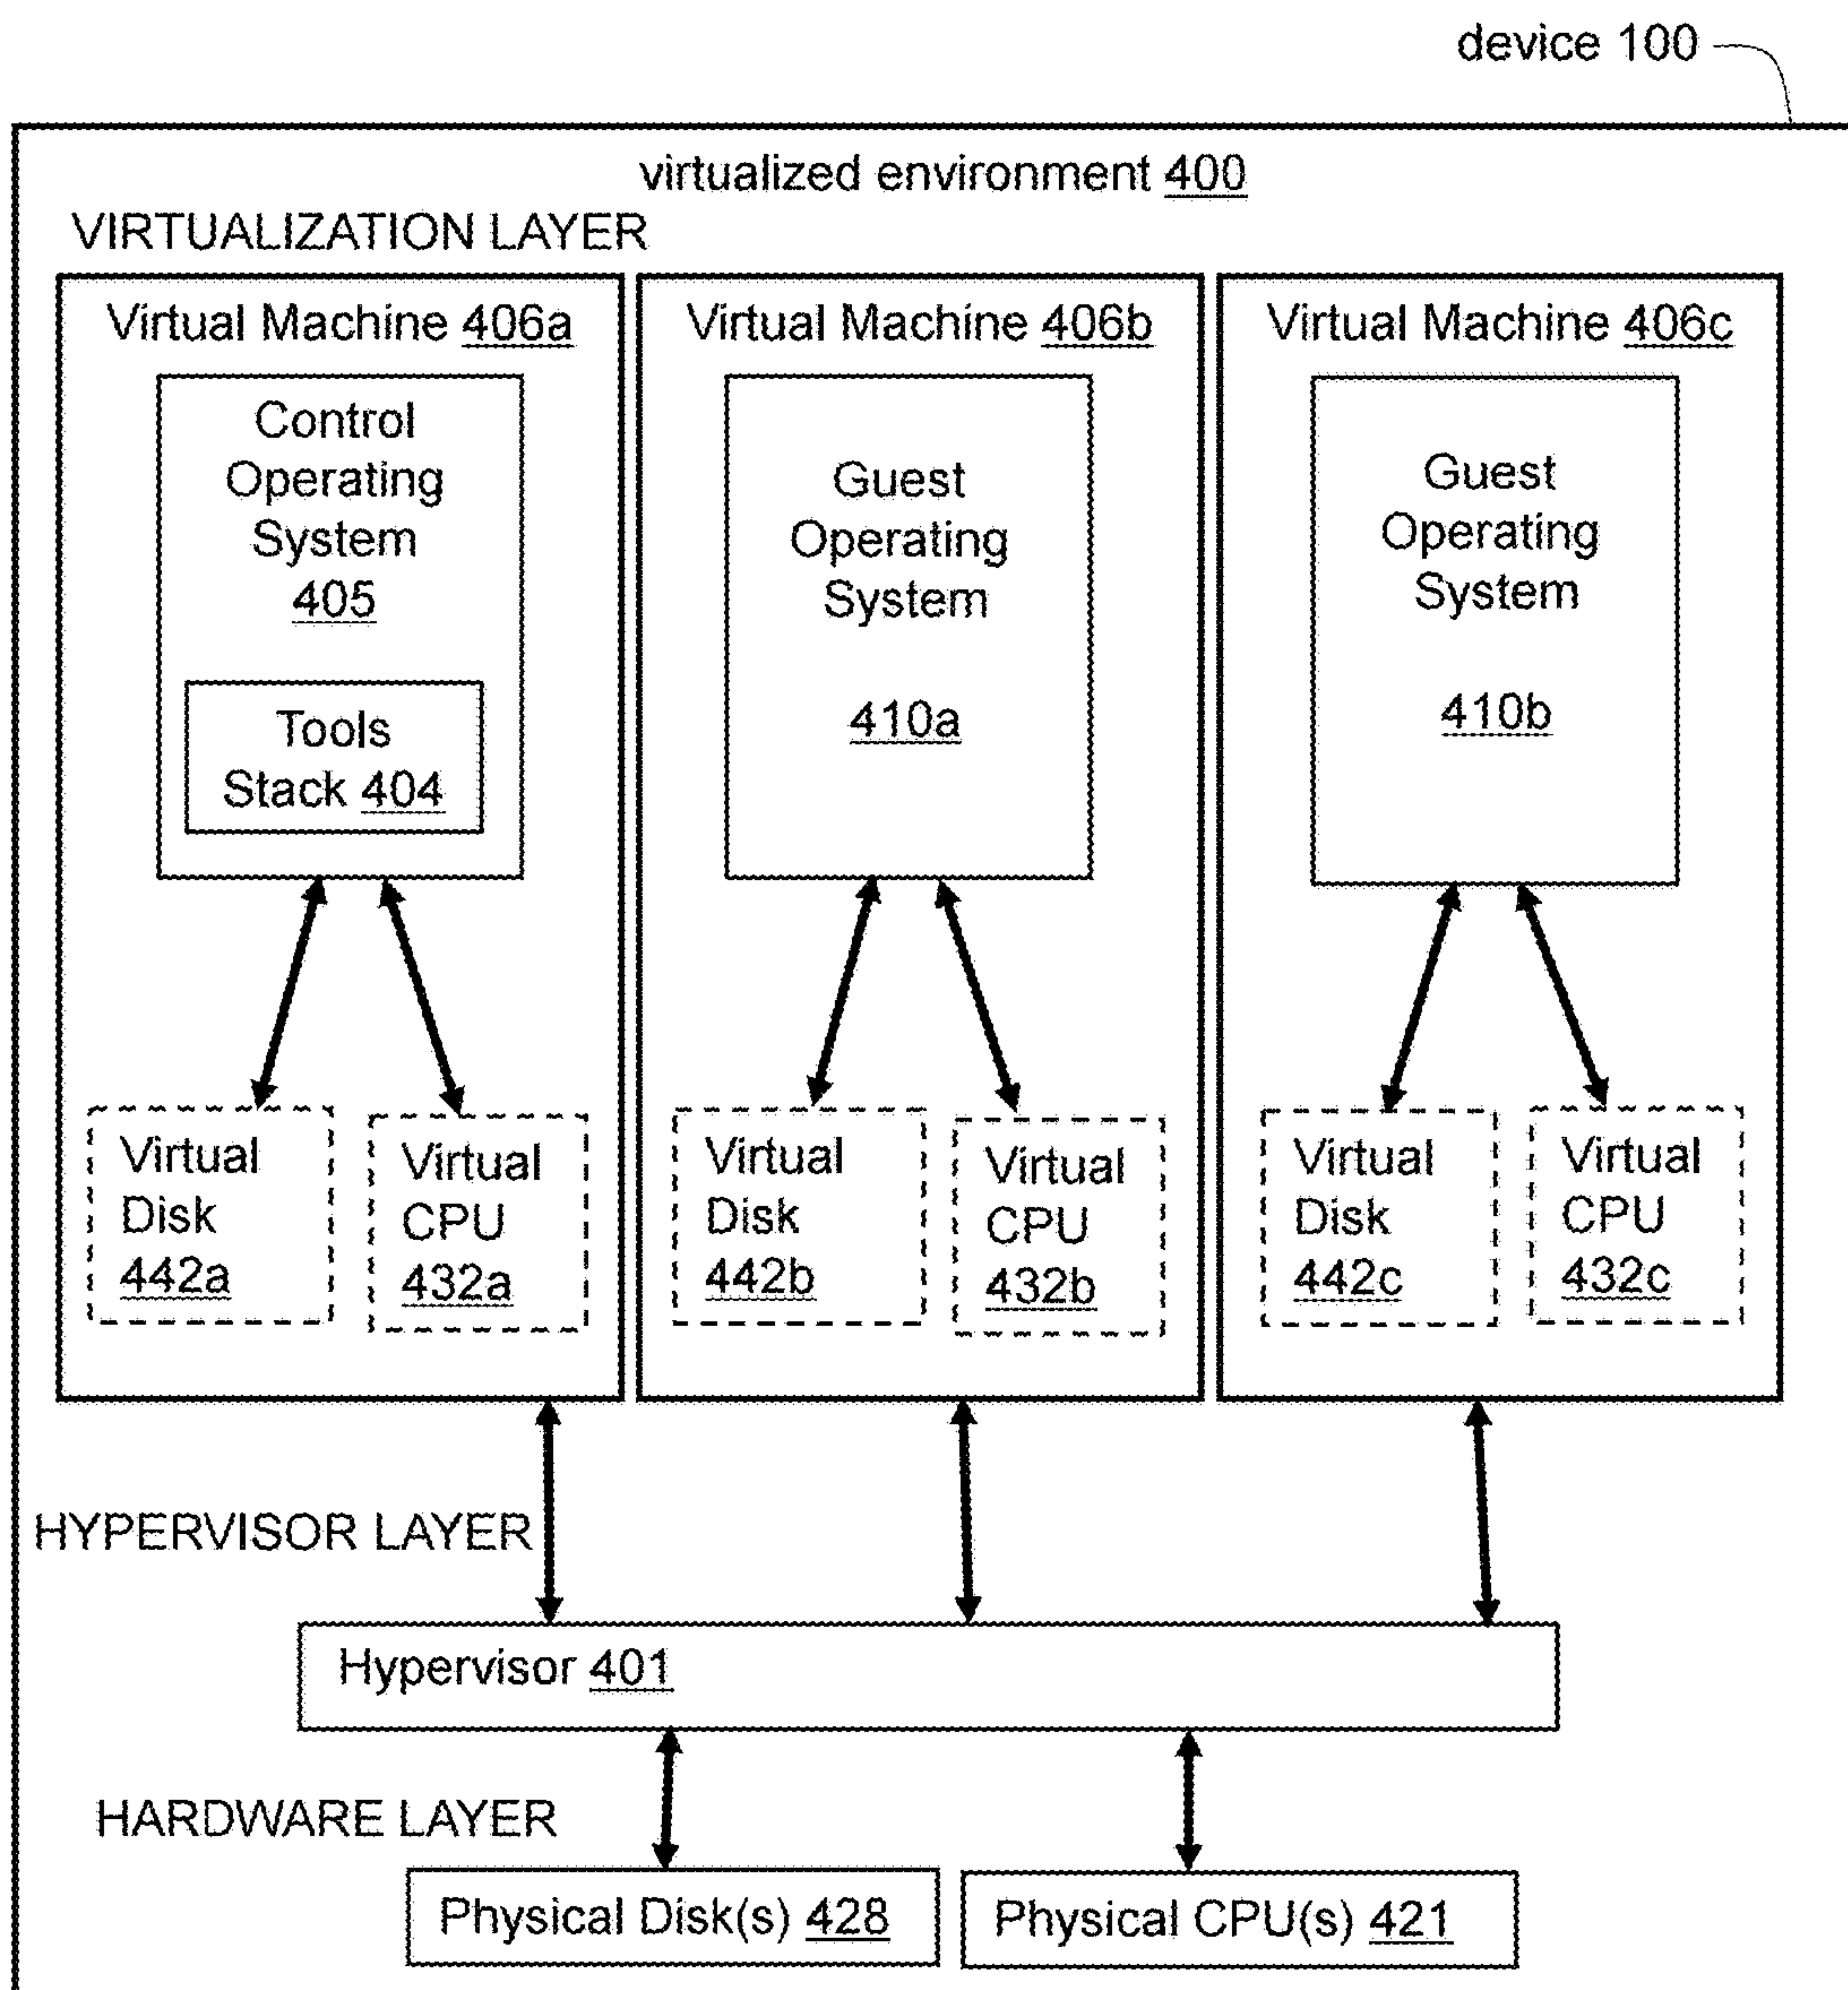 device 100
virtualized environment 400
VIRTUALIZATION LAYER
Virtual Machine 406a
Control
Operating
System
405
Tools
Stack 404
Virtual
Disk
442a
Virtual
CPU
432a
Virtual Machine 406b
Guest
Operating
System
410a
Virtual
Disk
442b
Virtual
CPU
432b
Virtual Machine 406c
Guest
Operating
System
410b
Virtual
Disk
442c
Virtual
CPU
432c
HYPERVISOR LAYER
Hypervisor 401
HARDWARE LAYER
Physical Disk(s) 428
Physical CPU(s) 421